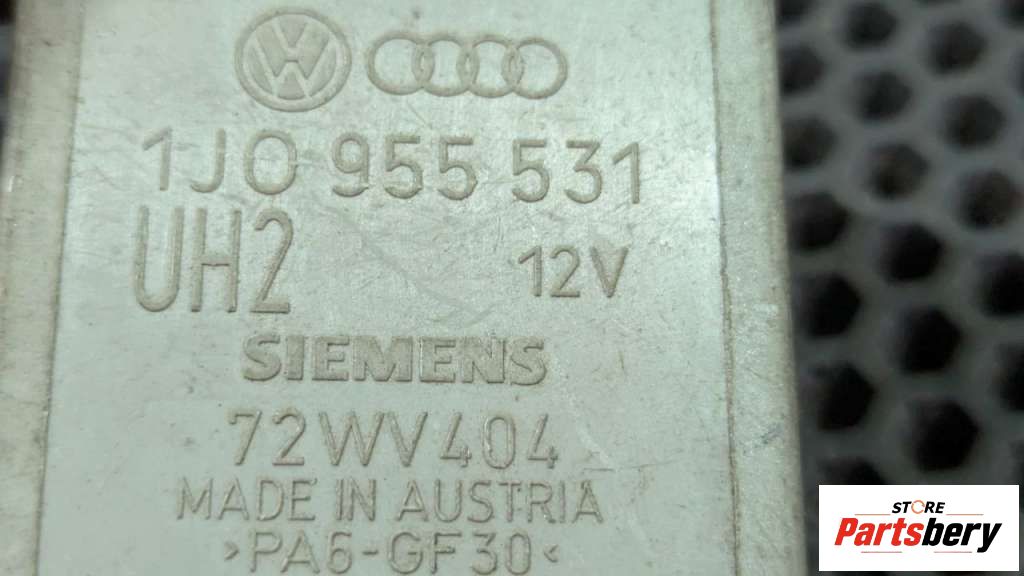 1J0 955 531
UH2 12V
SIEMENS
72WV404
MADE IN AUSTRIA
>PA6-GF30<
STORE
Partsbery